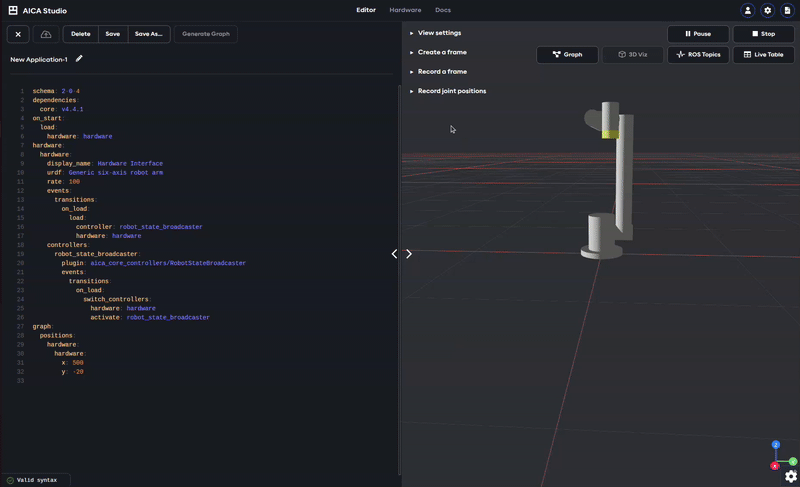 AICA Studio
Editor
Hardware
Docs
Delete
Save
Save As...
Generate Graph
New Application-1
1 schema: 2-0-4
2 dependencies:
3 core: v4.4.1
4 on_start:
5 load:
6 hardware: hardware
7 hardware:
8 hardware:
9 display_name: Hardware Interface
10 urdf: Generic six-axis robot arm
11 rate: 100
12 events:
13 transitions:
14 on_load:
15 load:
16 controller: robot_state_broadcaster
17 hardware: hardware
18 controllers:
19 robot_state_broadcaster:
20 plugin: aica_core_controllers/RobotStateBroadcaster
21 events:
22 transitions:
23 on_load:
24 switch_controllers:
25 hardware: hardware
26 activate: robot_state_broadcaster
27 graph:
28 positions:
29 hardware:
30 hardware:
31 x: 500
32 y: -20
33
Valid syntax
View settings
Create a frame
Record a frame
Record joint positions
Pause
Stop
Graph
3D Viz
ROS Topics
Live Table
Z
Y
X